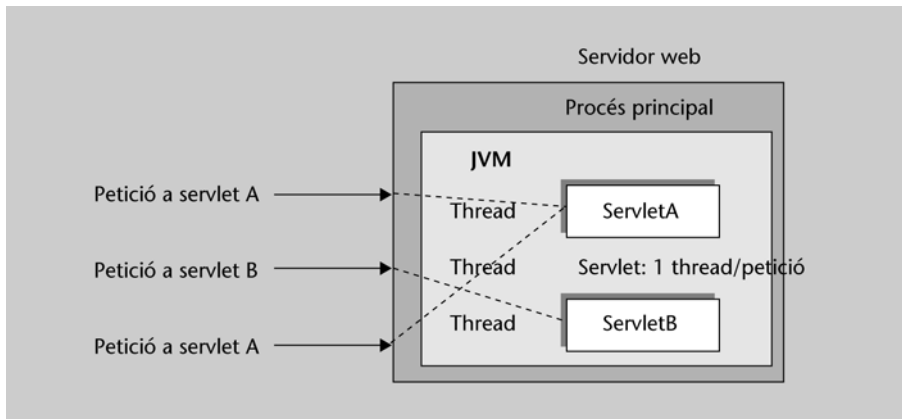 Servidor web
Procés principal
JVM
Petició a servlet A
Thread
ServletA
Petició a servlet B
Thread
Servlet: 1 thread/petició
Thread
ServletB
Petició a servlet A